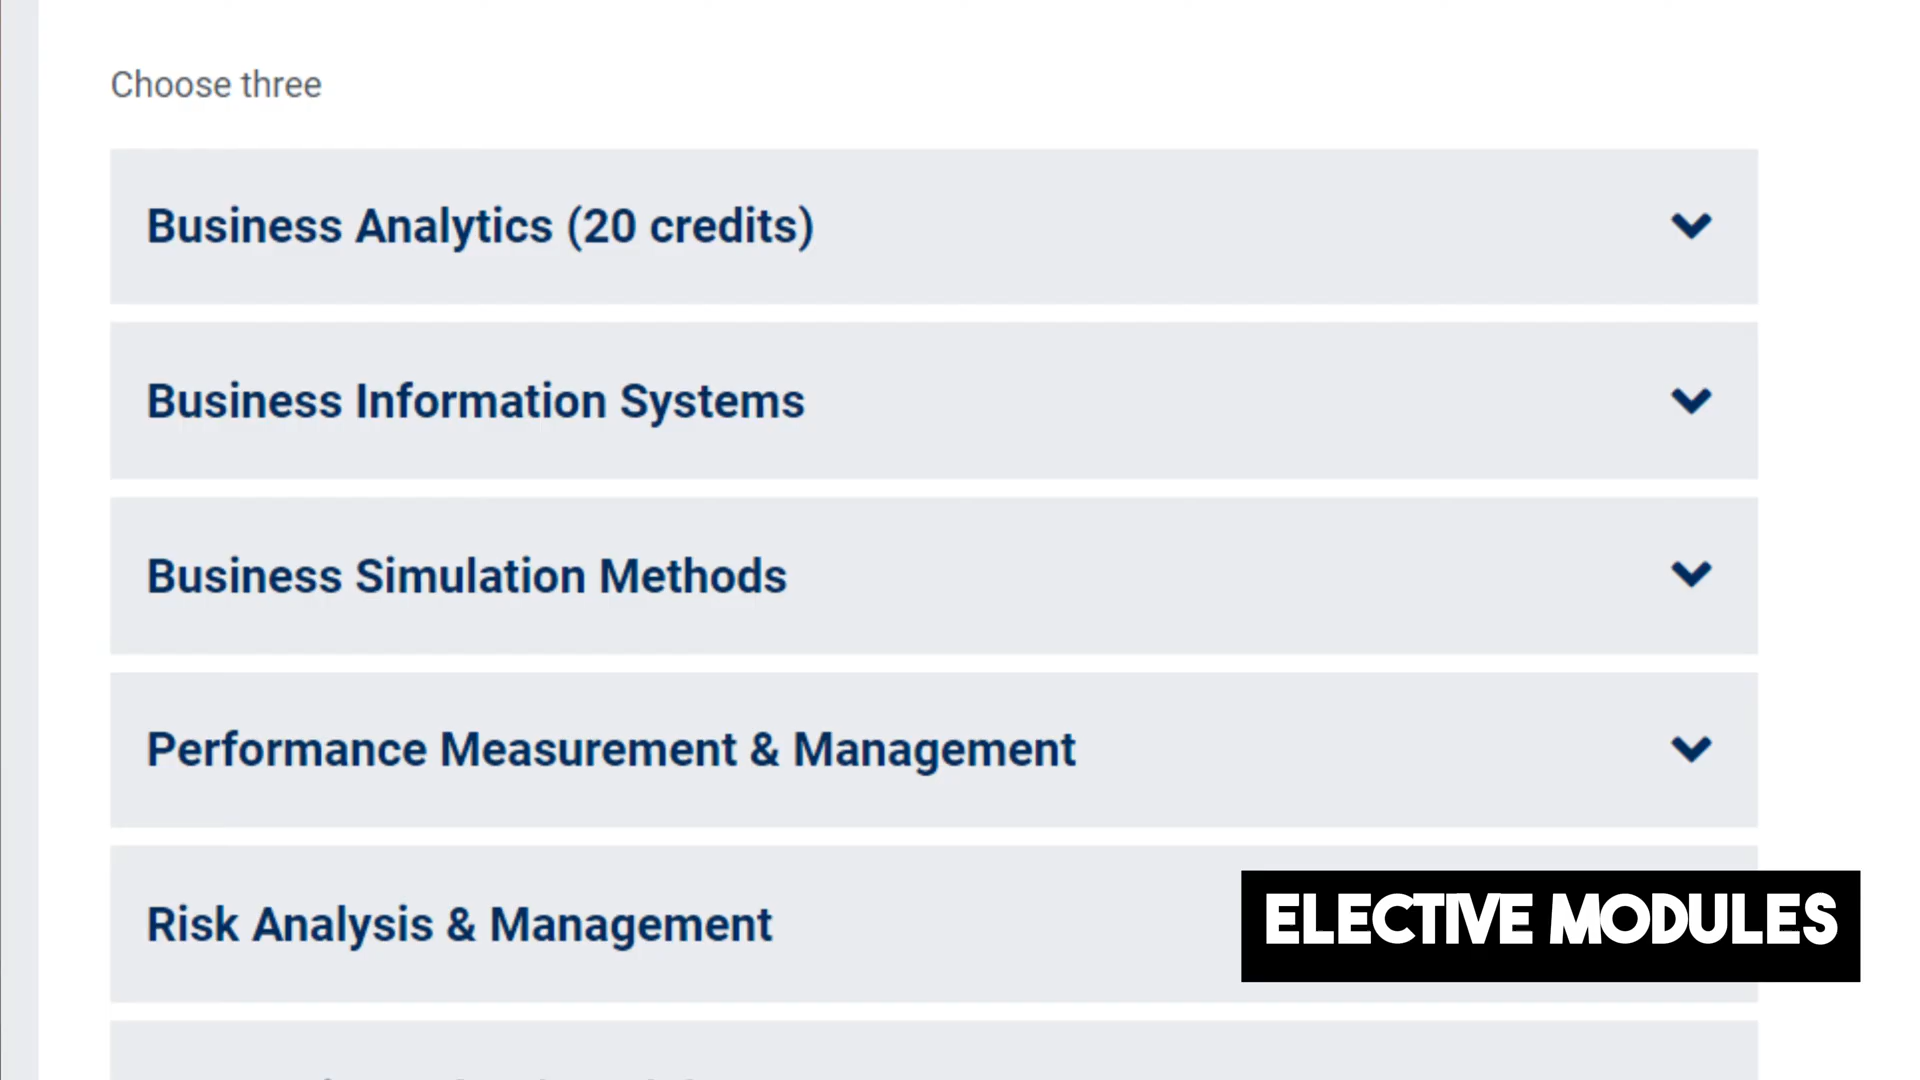 Choose three
Business Analytics (20 credits)
Business Information Systems
Business Simulation Methods
Performance Measurement & Management
Risk Analysis & Management
ELECTIVE MODULES